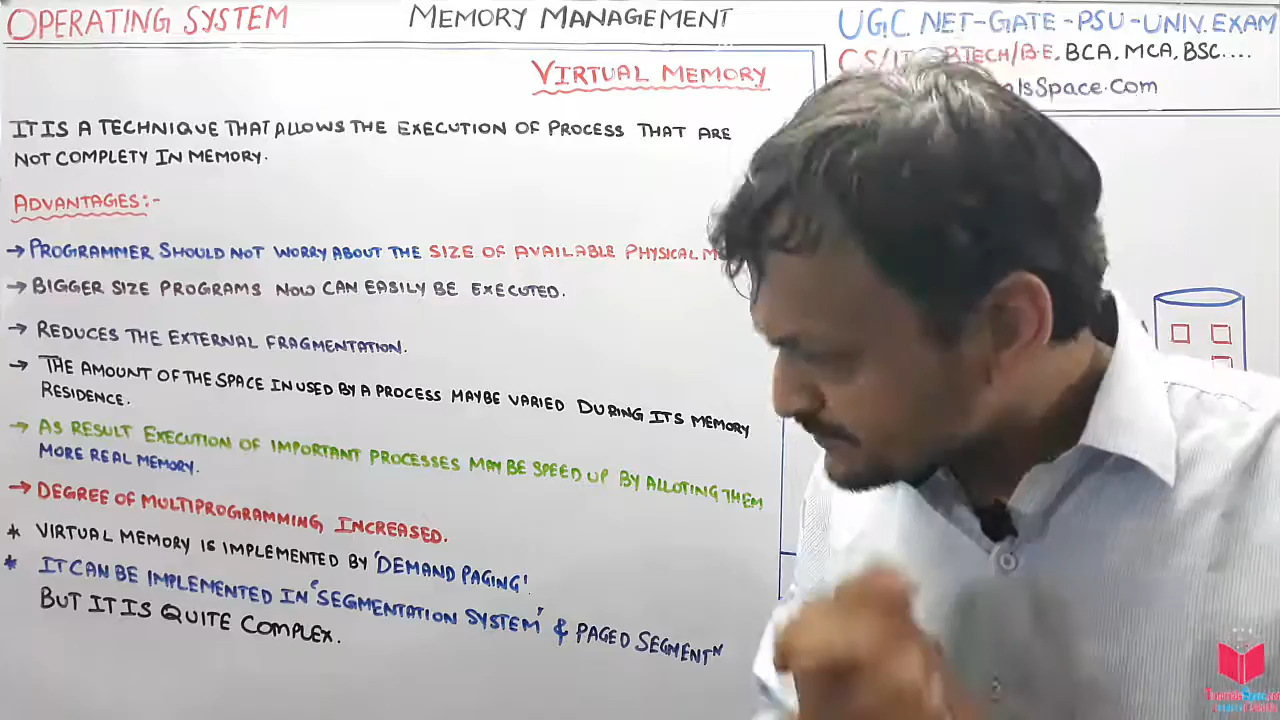 OPERATING SYSTEM
MEMORY MANAGEMENT
UGC NET-GATE-PSU-UNIV. EXAM
CS/IT BTECH/B.E, BCA, MCA, BSC....
lsSpace.com
VIRTUAL MEMORY
IT IS A TECHNIQUE THAT ALLOWS THE EXECUTION OF PROCESS THAT ARE
NOT COMPLETY IN MEMORY.
ADVANTAGES:-
→ PROGRAMMER SHOULD NOT WORRY ABOUT THE SIZE OF AVAILABLE PHYSICAL
→ BIGGER SIZE PROGRAMS NOW CAN EASILY BE EXECUTED.
→ REDUCES THE EXTERNAL FRAGMENTATION.
→ THE AMOUNT OF THE SPACE IN USED BY A PROCESS MAYBE VARIED DURING ITS MEMORY
RESIDENCE.
→ AS RESULT EXECUTION OF IMPORTANT PROCESSES MAY BE SPEED UP BY ALLOTING THEM
MORE REAL MEMORY.
→ DEGREE OF MULTIPROGRAMMING INCREASED.
* VIRTUAL MEMORY IS IMPLEMENTED BY 'DEMAND PAGING'.
* IT CAN BE IMPLEMENTED IN "SEGMENTATION SYSTEM" & PAGED SEGMENTᴺ
BUT IT IS QUITE COMPLEX.